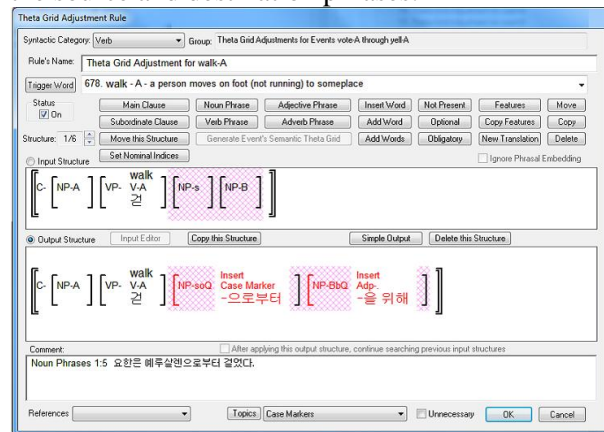 the source and destination phrases.
Theta Grid Adjustment Rule
Syntactic Category: Verb Group: Theta Grid Adjustments for Events vote-A through yell-A
Rule's Name: Theta Grid Adjustment for walk-A
Trigger Word 678. walk - A - a person moves on foot (not running) to someplace
Status Main Clause Noun Phrase Adjective Phrase Insert Word Not Present Features Move
On Subordinate Clause Verb Phrase Adverb Phrase Add Word Optional Copy Features Copy
Structure: 1/6 Move this Structure Generate Event's Semantic Theta Grid Add Words Obligatory New Translation Delete
Set Nominal Indices Ignore Phrasal Embedding
Input Structure
walk
C- NP-A VP- V-A NP-s NP-B
걷
Output Structure Input Editor Copy this Structure Simple Output Delete this Structure
walk Insert Insert
C- NP-A VP- V-A NP-soQ Case Marker NP-BbQ Adp-.
걷 -으로부터 -을 위해
Comment: After applying this output structure, continue searching previous input structures
Noun Phrases 1:5 요한은 예루살렘으로부터 걸었다.
References Topics Case Markers Unnecessary OK Cancel